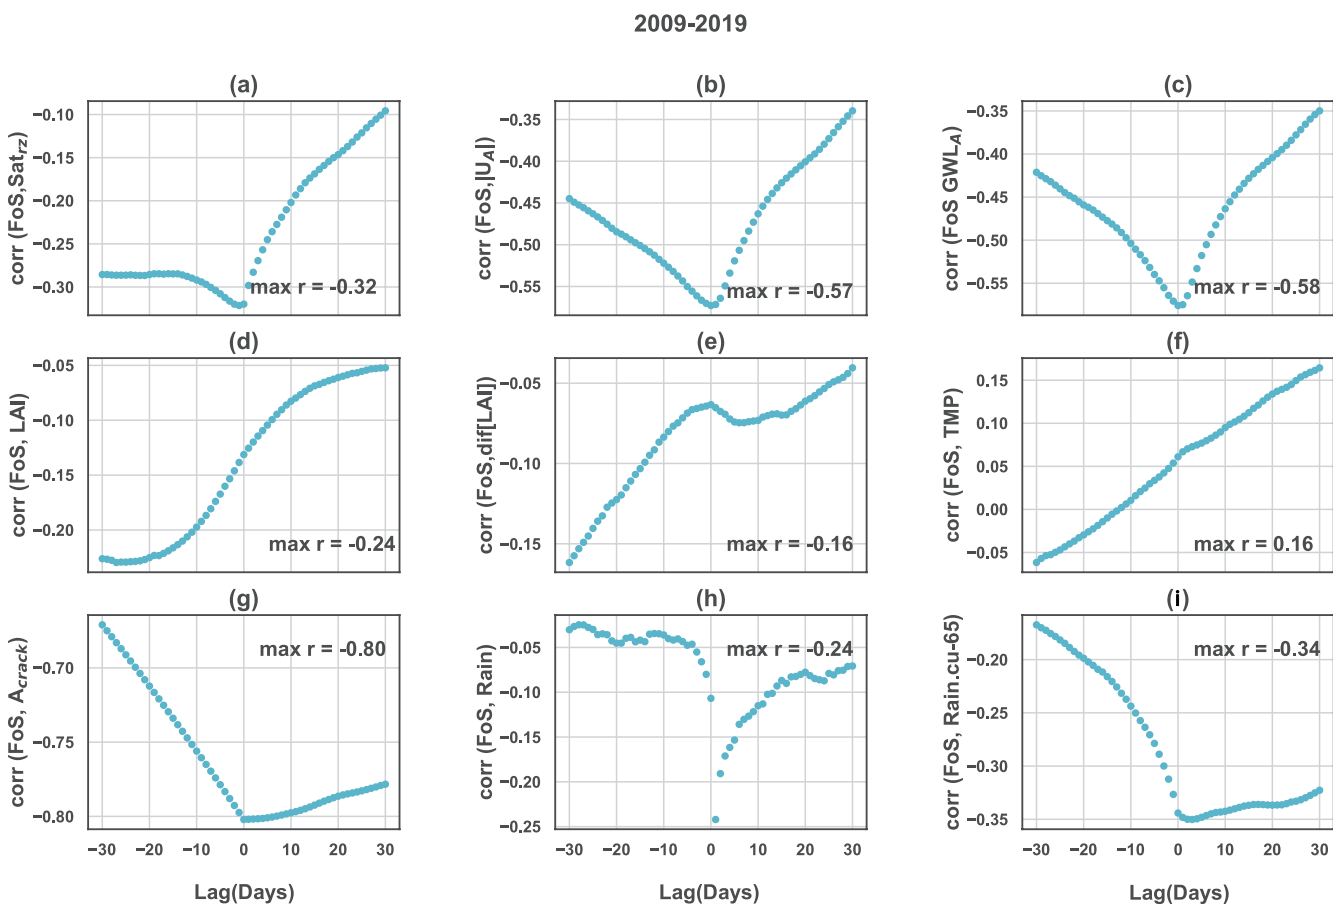 2009-2019
(a)
(b)
(c)
corr (FoS,Sat_rz)
−0.10
−0.15
−0.20
−0.25
−0.30
max r = -0.32
corr (FoS,|U_A|)
−0.35
−0.40
−0.45
−0.50
−0.55
max r = -0.57
corr (FoS GWL_A)
−0.35
−0.40
−0.45
−0.50
−0.55
max r = -0.58
(d)
(e)
(f)
corr (FoS, LAI)
−0.05
−0.10
−0.15
−0.20
max r = -0.24
corr (FoS,dif[LAI])
−0.05
−0.10
−0.15
max r = -0.16
corr (FoS, TMP)
0.15
0.10
0.05
0.00
−0.05
max r = 0.16
(g)
(h)
(i)
corr (FoS, A_crack)
−0.70
−0.75
−0.80
max r = -0.80
corr (FoS, Rain)
−0.05
−0.10
−0.15
−0.20
−0.25
max r = -0.24
corr (FoS, Rain.cu-65)
−0.20
−0.25
−0.30
−0.35
max r = -0.34
−30 −20 −10 0 10 20 30
−30 −20 −10 0 10 20 30
−30 −20 −10 0 10 20 30
Lag(Days)
Lag(Days)
Lag(Days)